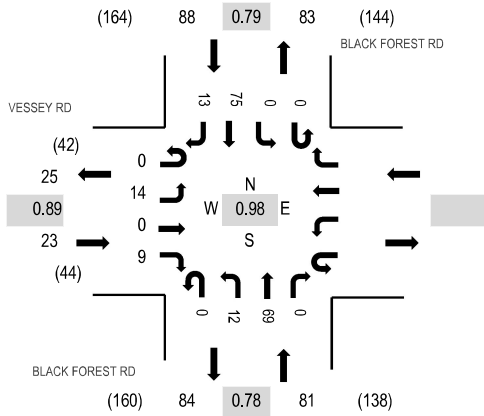 (164) 88 0.79 83 (144)
BLACK FOREST RD
VESSEY RD
13 75 0 0
(42)
0
25
14
N
0.89 W 0.98 E
0
23 S
9
(44)
0 12 69 0
BLACK FOREST RD
(160) 84 0.78 81 (138)